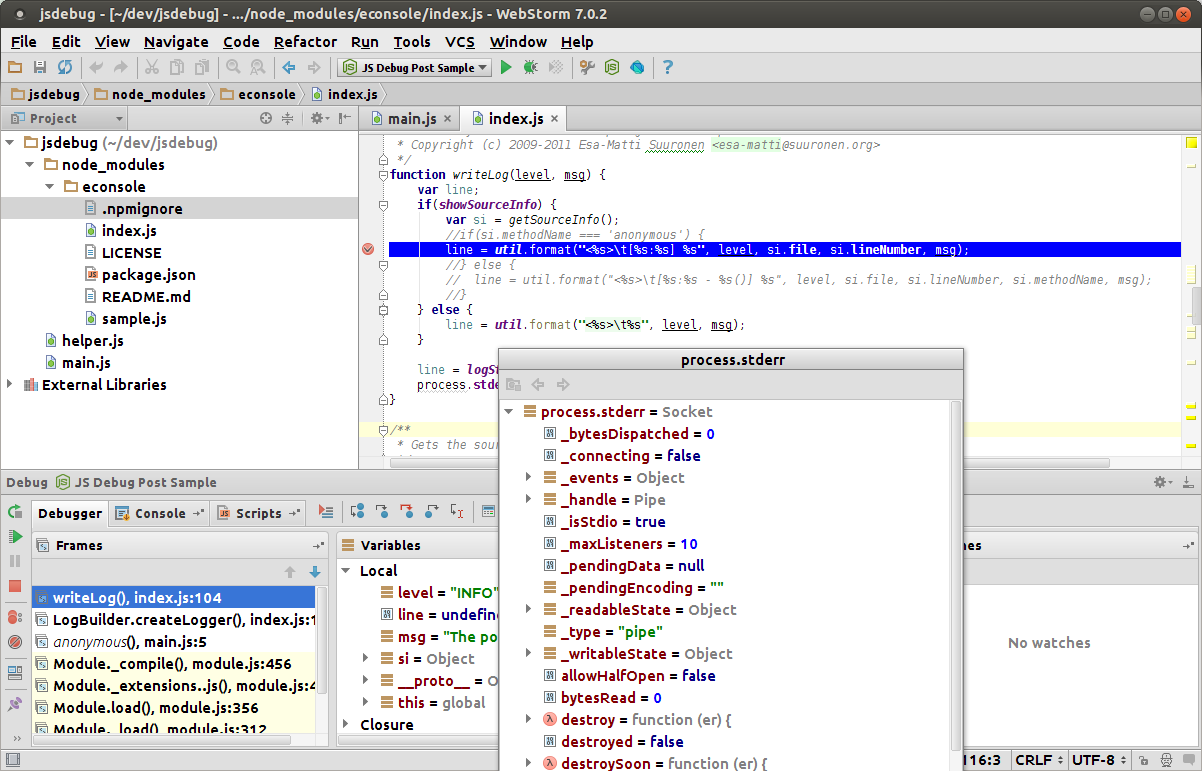 jsdebug - [~/dev/jsdebug] - .../node_modules/econsole/index.js - WebStorm 7.0.2
File Edit View Navigate Code Refactor Run Tools VCS Window Help
JS Debug Post Sample
jsdebug node_modules econsole index.js
Project
jsdebug (~/dev/jsdebug)
node_modules
econsole
.npmignore
index.js
LICENSE
package.json
README.md
sample.js
helper.js
main.js
External Libraries
main.js index.js
* Copyright (c) 2009-2011 Esa-Matti Suuronen <esa-matti@suuronen.org>
*/
function writeLog(level, msg) {
var line;
if(showSourceInfo) {
var si = getSourceInfo();
//if(si.methodName === 'anonymous') {
line = util.format("<%s>\t[%s:%s] %s", level, si.file, si.lineNumber, msg);
//} else {
// line = util.format("<%s>\t[%s:%s - %s()] %s", level, si.file, si.lineNumber, si.methodName, msg);
//}
} else {
line = util.format("<%s>\t%s", level, msg);
}
line = logSt
process.stde
}
/**
* Gets the sour
Debug JS Debug Post Sample
Debugger Console Scripts
Frames
writeLog(), index.js:104
LogBuilder.createLogger(), index.js:1
anonymous(), main.js:5
Module._compile(), module.js:456
Module._extensions..js(), module.js:4
Module.load(), module.js:356
Module._load(), module.js:312
Variables
Local
level = "INFO"
line = undefine
msg = "The po
si = Object
__proto__ = O
this = global
Closure
process.stderr
process.stderr = Socket
_bytesDispatched = 0
_connecting = false
_events = Object
_handle = Pipe
_isStdio = true
_maxListeners = 10
_pendingData = null
_pendingEncoding = ""
_readableState = Object
_type = "pipe"
_writableState = Object
allowHalfOpen = false
bytesRead = 0
destroy = function (er) {
destroyed = false
destroySoon = function (er) {
hes
No watches
116:3 CRLF UTF-8